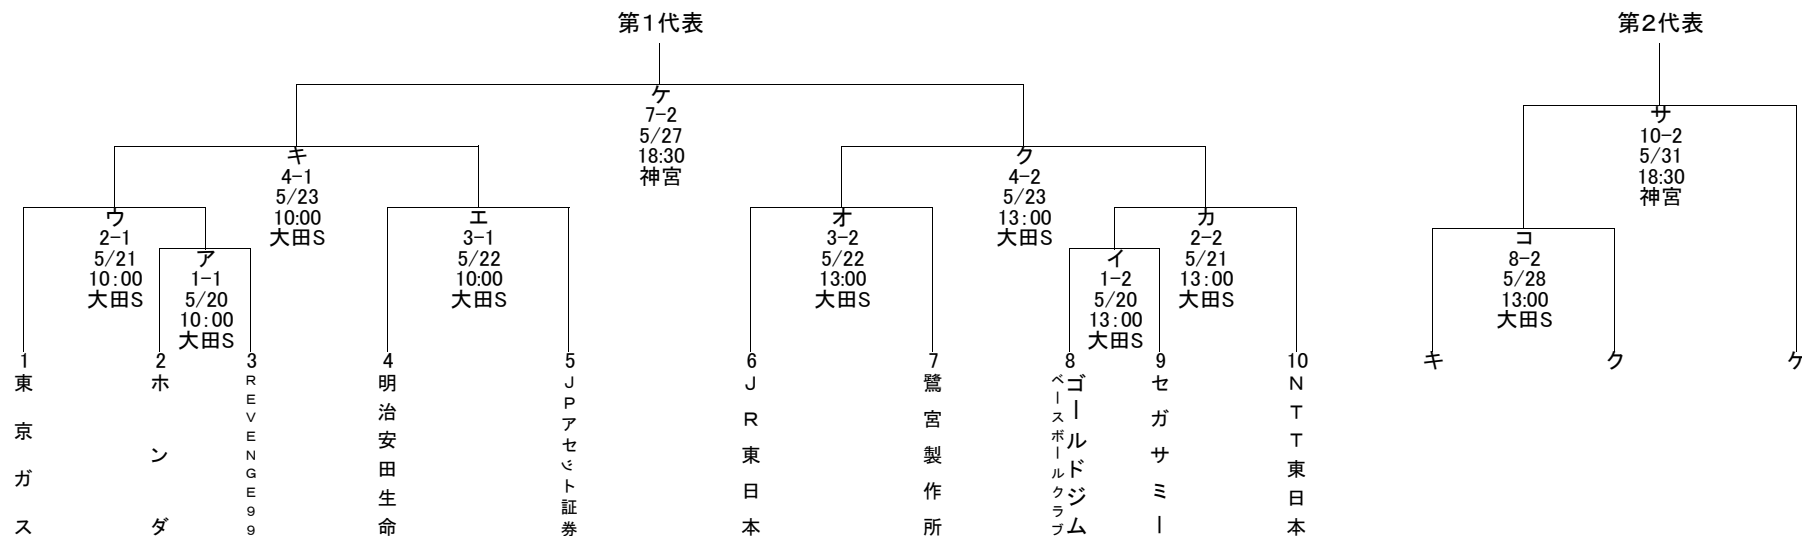 第1代表
第2代表
ケ
7-2
5/27
18:30
神宮
サ
10-2
5/31
18:30
神宮
キ
4-1
5/23
10:00
大田S
ク
4-2
5/23
13:00
大田S
ウ
2-1
5/21
10:00
大田S
ア
1-1
5/20
10:00
大田S
エ
3-1
5/22
10:00
大田S
オ
3-2
5/22
13:00
大田S
イ
1-2
5/20
13:00
大田S
カ
2-2
5/21
13:00
大田S
コ
8-2
5/28
13:00
大田S
1
東京ガス
2
ホンダ
3
REVENGE99
4
明治安田生命
5
JPアセット証券
6
JR東日本
7
鷺宮製作所
8
ゴールドジム
ベースボールクラブ
9
セガサミー
10
NTT東日本
キ
ク
ケ